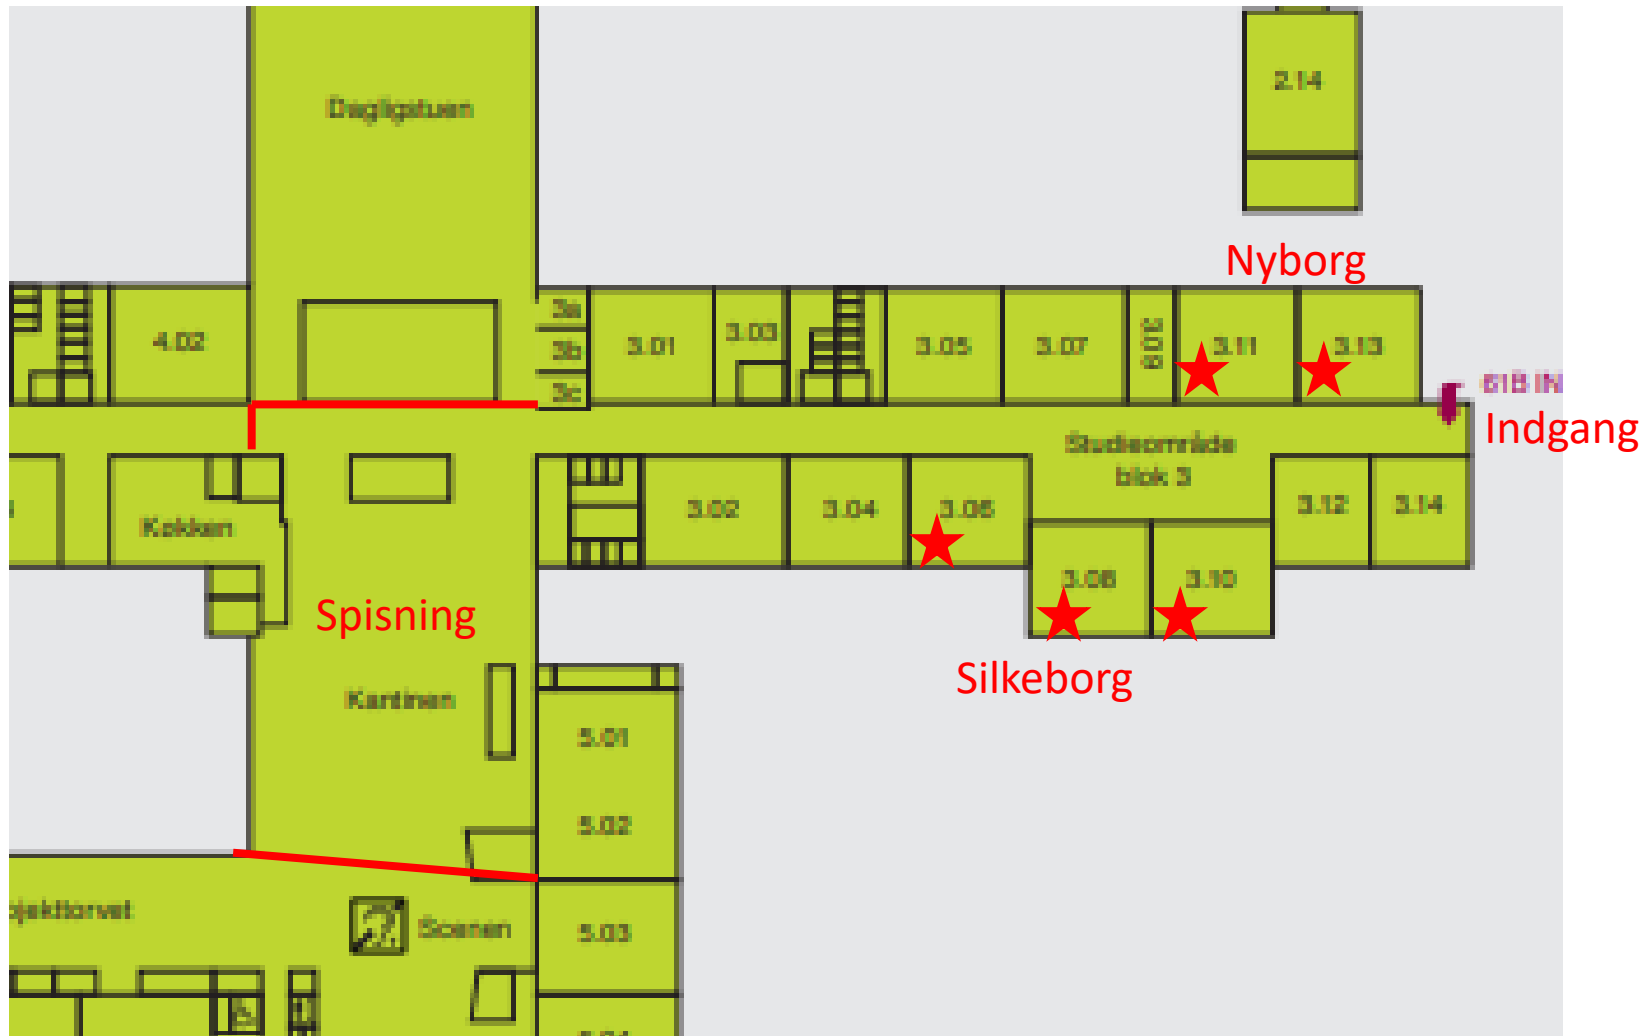 Dagligstuen
2.14
Nyborg
4.02
3a
3b
3c
3.01
3.03
3.05
3.07
3.09
3.11
3.13
61B IN
Indgang
Studieområde
blok 3
Køkken
3.02
3.04
3.06
3.12
3.14
3.08
3.10
Spisning
Silkeborg
Kantinen
5.01
5.02
ojekttorvet
Scenen
5.03